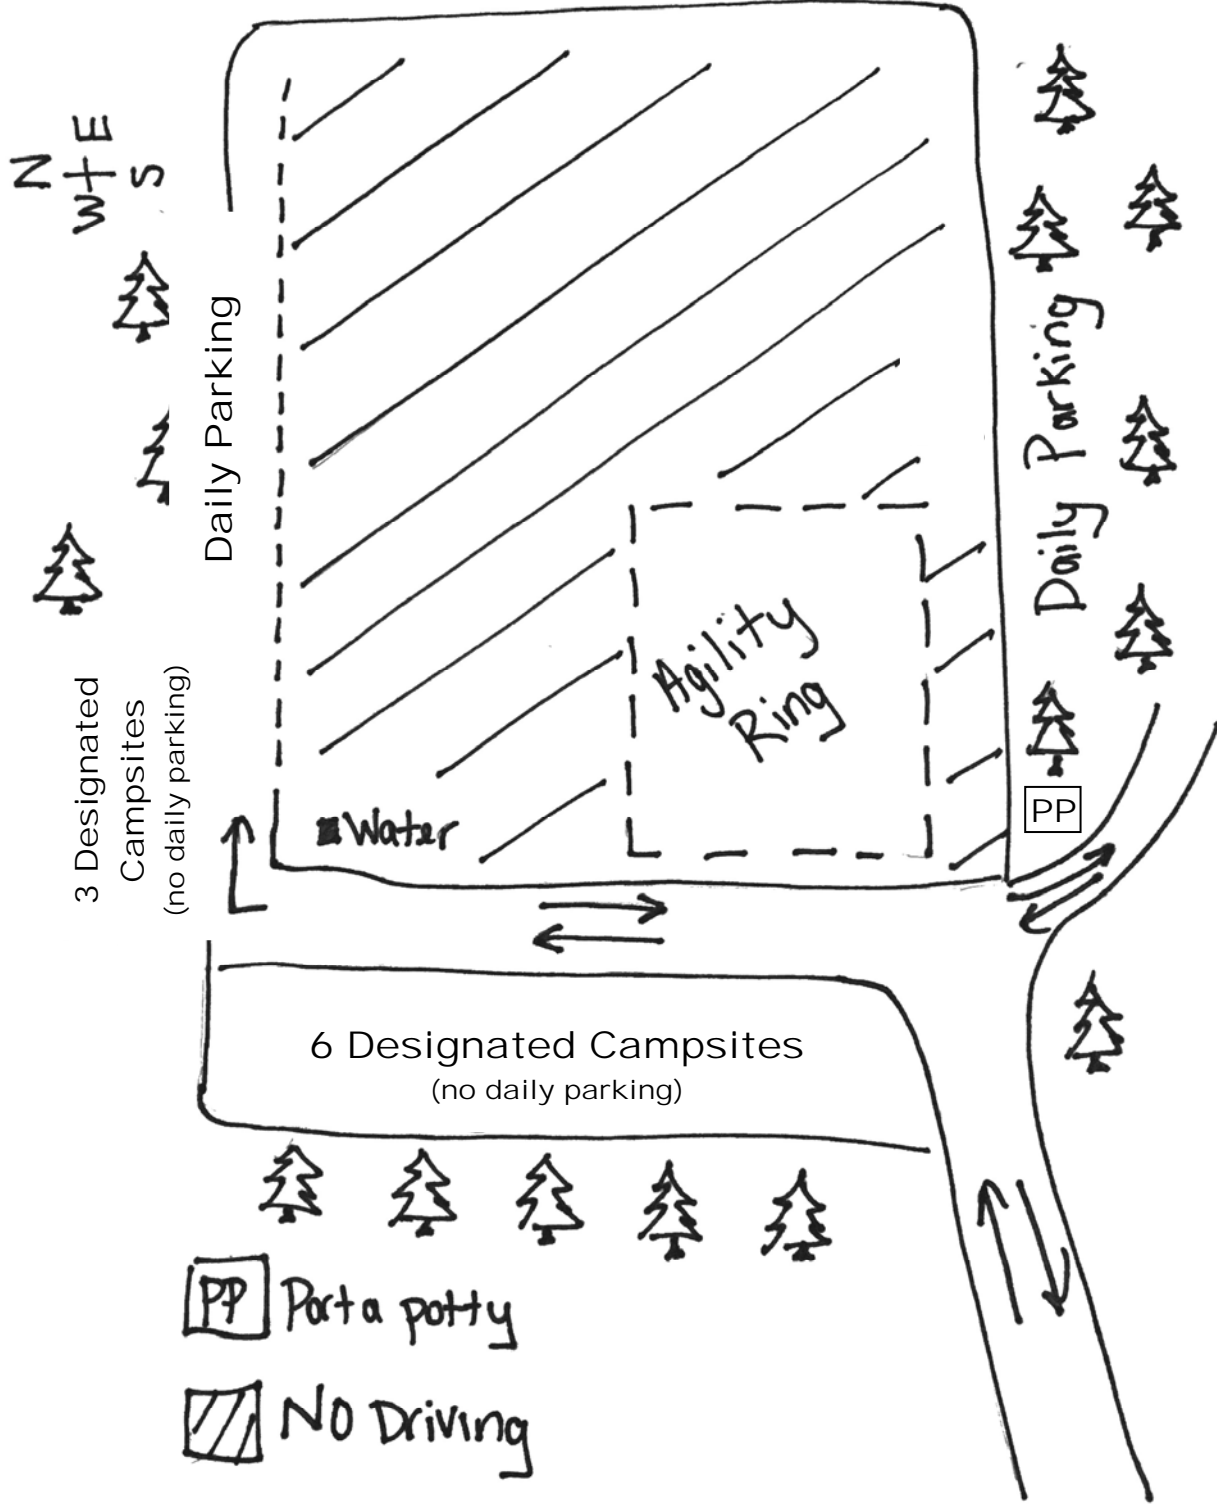 N
W E
S
Daily Parking
Daily Parking
Agility
Ring
3 Designated
Campsites
(no daily parking)
PP
Water
6 Designated Campsites
(no daily parking)
PP Porta potty
NO Driving